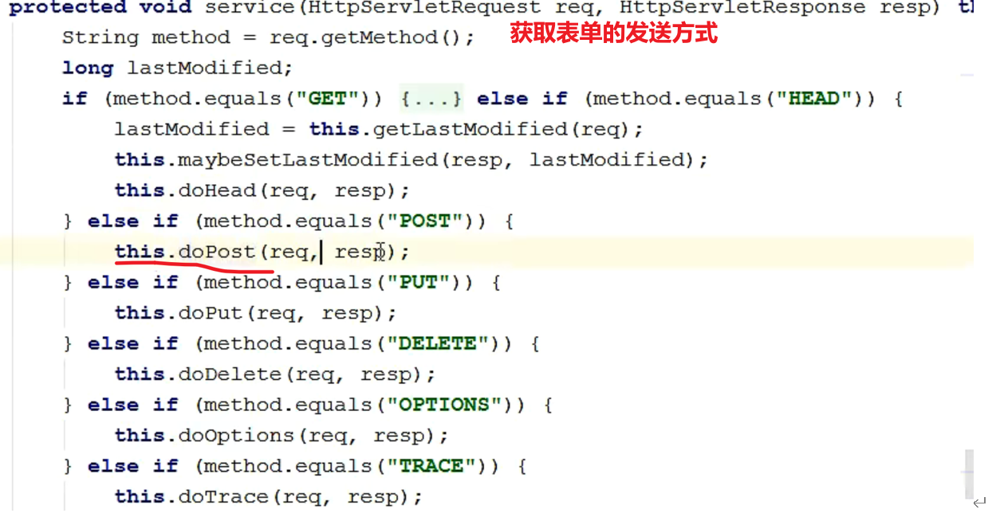 protected void service(HttpServletRequest req, HttpServletResponse resp)
String method = req.getMethod(); 获取表单的发送方式
long lastModified;
if (method.equals("GET")) {...} else if (method.equals("HEAD")) {
lastModified = this.getLastModified(req);
this.maybeSetLastModified(resp, lastModified);
this.doHead(req, resp);
} else if (method.equals("POST")) {
this.doPost(req, resp);
} else if (method.equals("PUT")) {
this.doPut(req, resp);
} else if (method.equals("DELETE")) {
this.doDelete(req, resp);
} else if (method.equals("OPTIONS")) {
this.doOptions(req, resp);
} else if (method.equals("TRACE")) {
this.doTrace(req, resp);